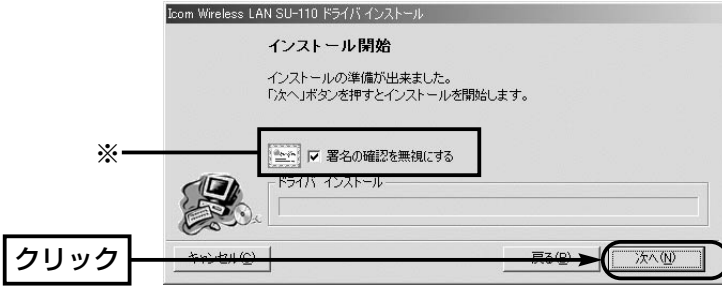 Icom Wireless LAN SU-110 ドライバ インストール
インストール開始
インストールの準備が出来ました。
「次へ」ボタンを押すとインストールを開始します。
※
署名の確認を無視にする
ドライバ インストール
クリック
キャンセル(C)
戻る(B)
次へ(N)